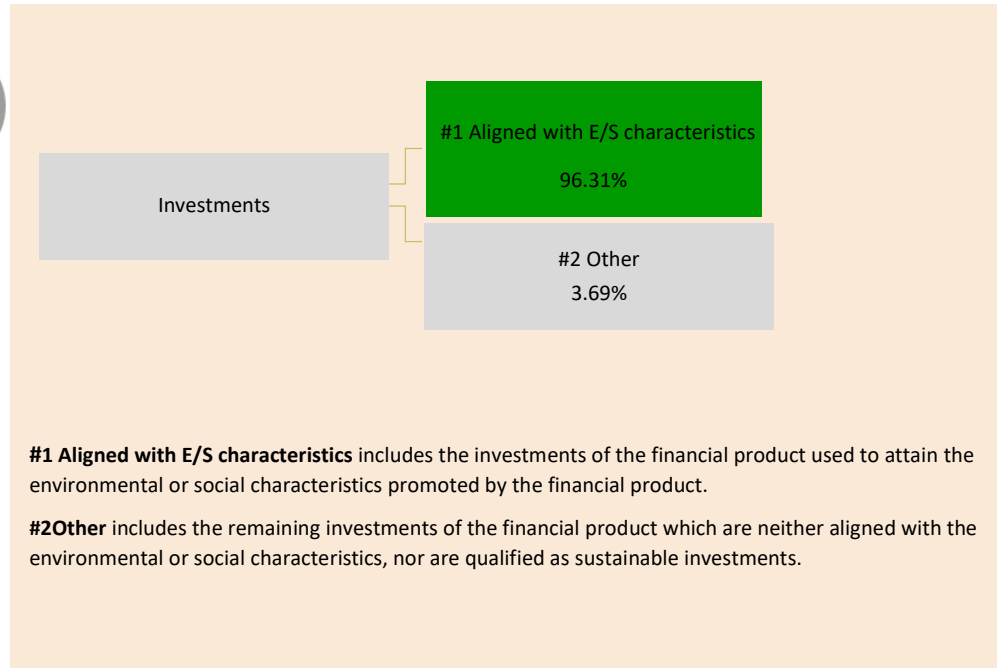 #1 Aligned with E/S characteristics
96.31%
Investments
#2 Other
3.69%
#1 Aligned with E/S characteristics includes the investments of the financial product used to attain the
environmental or social characteristics promoted by the financial product.
#2Other includes the remaining investments of the financial product which are neither aligned with the
environmental or social characteristics, nor are qualified as sustainable investments.